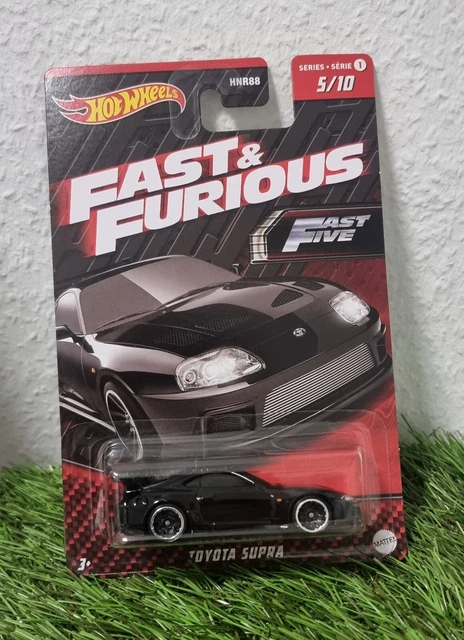 HOT WHEELS
HNR88
SERIES • SÉRIE 1
5/10
FAST &
FURIOUS
FAST
FIVE
TOYOTA SUPRA
3+
MATTEL